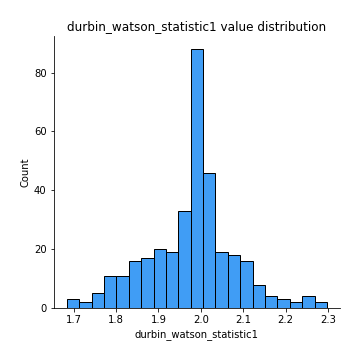 durbin_watson_statistic1 value distribution
80
60
40
20
0
Count
1.7 1.8 1.9 2.0 2.1 2.2 2.3
durbin_watson_statistic1